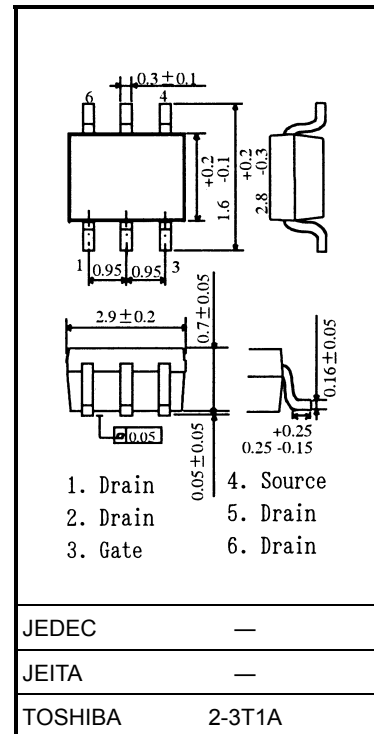 0.3±0.1
6 4
+0.2
1.6 -0.1
+0.2
2.8 -0.3
1 0.95 0.95 3
2.9±0.2
0.7±0.05
0.05
0.05±0.05
0.16±0.05
+0.25
0.25 -0.15
1. Drain
2. Drain
3. Gate
4. Source
5. Drain
6. Drain
JEDEC —
JEITA —
TOSHIBA 2-3T1A